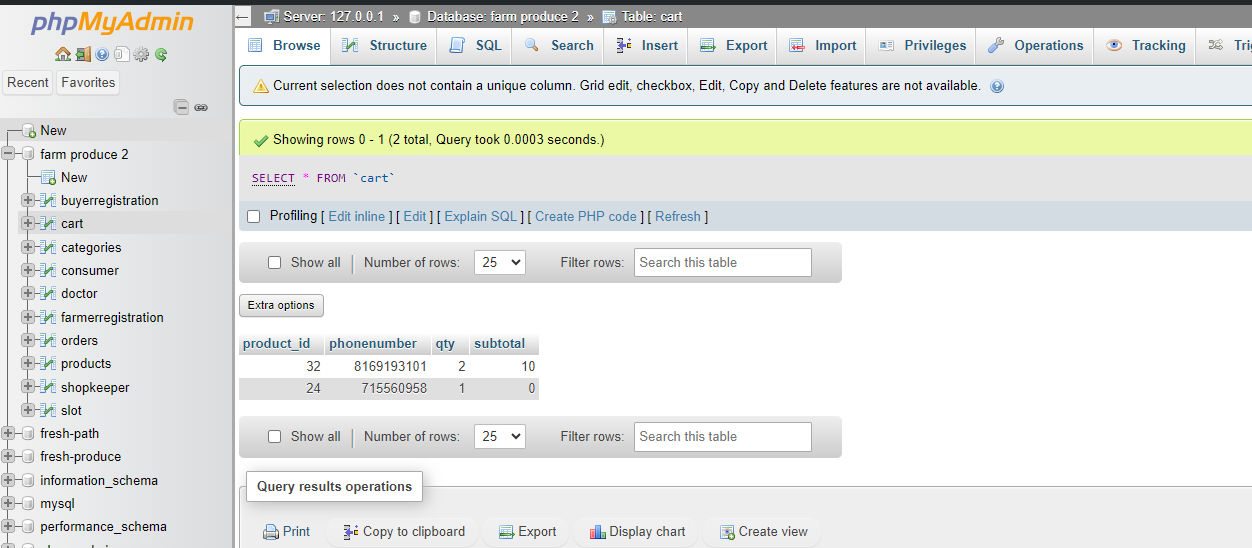 phpMyAdmin
Recent Favorites
New
farm produce 2
New
buyerregistration
cart
categories
consumer
doctor
farmerregistration
orders
products
shopkeeper
slot
fresh-path
fresh-produce
information_schema
mysql
performance_schema
Server: 127.0.0.1 » Database: farm produce 2 » Table: cart
Browse Structure SQL Search Insert Export Import Privileges Operations Tracking
Current selection does not contain a unique column. Grid edit, checkbox, Edit, Copy and Delete features are not available.
Showing rows 0 - 1 (2 total, Query took 0.0003 seconds.)
SELECT * FROM `cart`
Profiling [ Edit inline ] [ Edit ] [ Explain SQL ] [ Create PHP code ] [ Refresh ]
Show all | Number of rows: 25 Filter rows: Search this table
Extra options
product_id phonenumber qty subtotal
32 8169193101 2 10
24 715560958 1 0
Show all | Number of rows: 25 Filter rows: Search this table
Query results operations
Print Copy to clipboard Export Display chart Create view